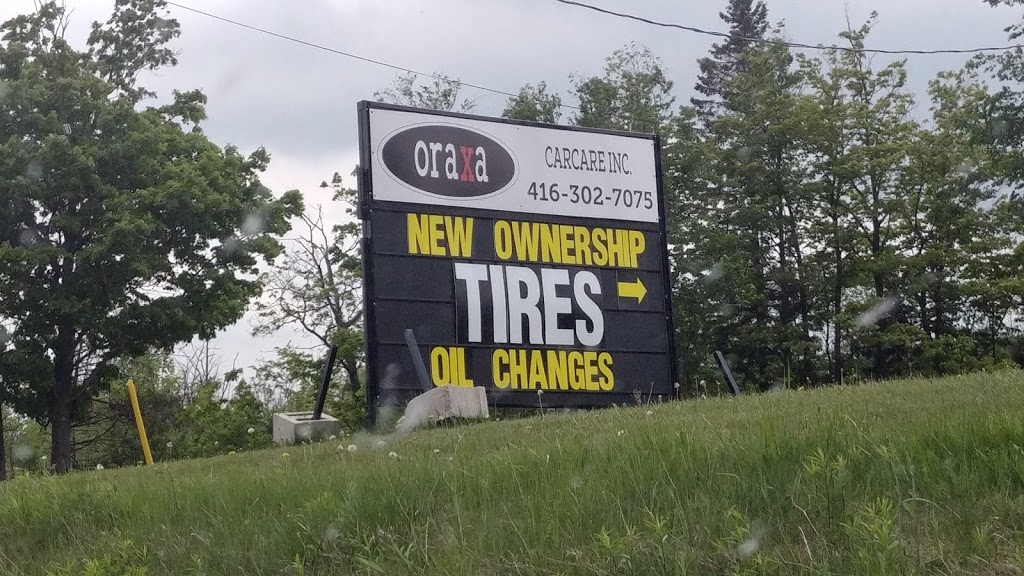 oraxa
CARCARE INC.
416-302-7075
NEW OWNERSHIP
TIRES
OIL CHANGES